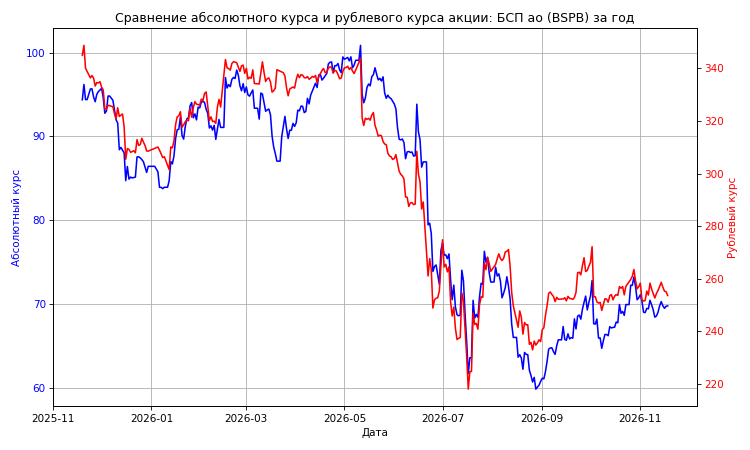 Сравнение абсолютного курса и рублевого курса акции: БСП ао (BSPB) за год
Абсолютный курс
100
90
80
70
60
Рублевый курс
340
320
300
280
260
240
220
2025-11 2026-01 2026-03 2026-05 2026-07 2026-09 2026-11
Дата